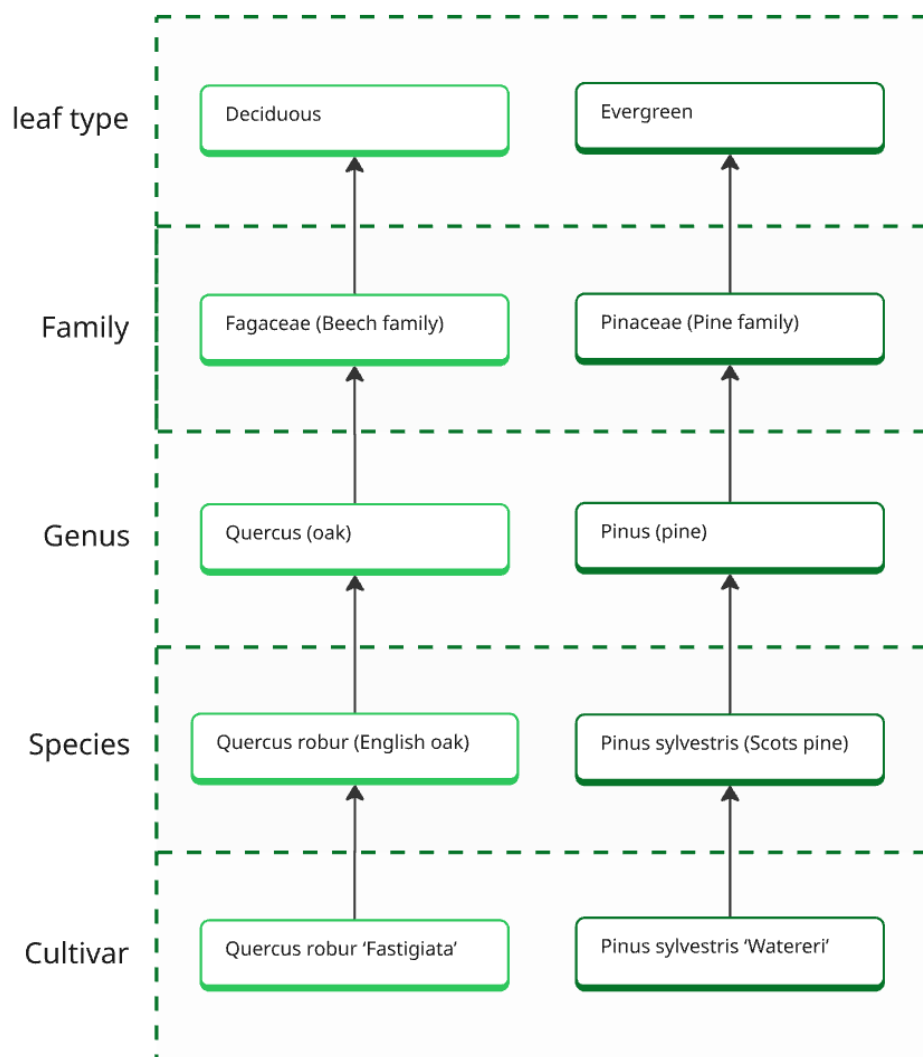 leaf type
Deciduous
Evergreen
Family
Fagaceae (Beech family)
Pinaceae (Pine family)
Genus
Quercus (oak)
Pinus (pine)
Species
Quercus robur (English oak)
Pinus sylvestris (Scots pine)
Cultivar
Quercus robur ‘Fastigiata’
Pinus sylvestris ‘Watereri’